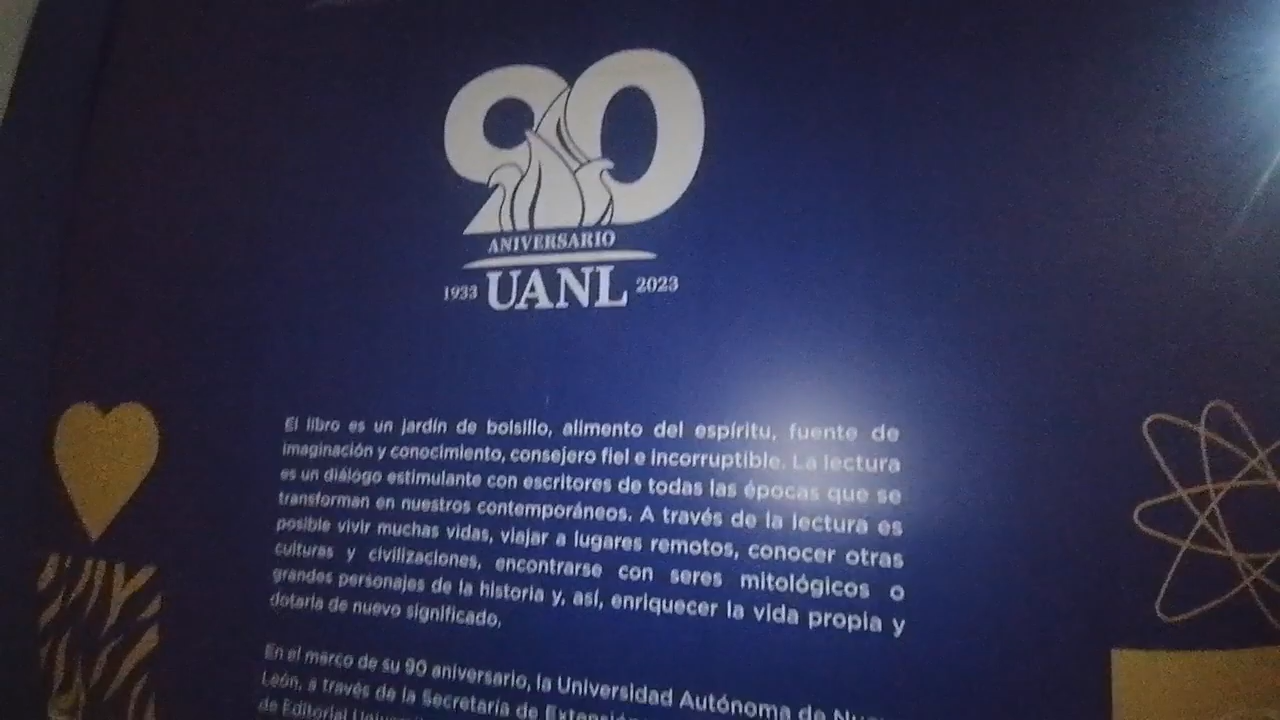 90
ANIVERSARIO
1933 UANL 2023
El libro es un jardín de bolsillo, alimento del espíritu, fuente de
imaginación y conocimiento, consejero fiel e incorruptible. La lectura
es un diálogo estimulante con escritores de todas las épocas que se
transforman en nuestros contemporáneos. A través de la lectura es
posible vivir muchas vidas, viajar a lugares remotos, conocer otras
culturas y civilizaciones, encontrarse con seres mitológicos o
grandes personajes de la historia y, así, enriquecer la vida propia y
dotarla de nuevo significado,
En el marco de su 90 aniversario, la Universidad Autónoma de
León, a través de la Secretaría de
de Editorial